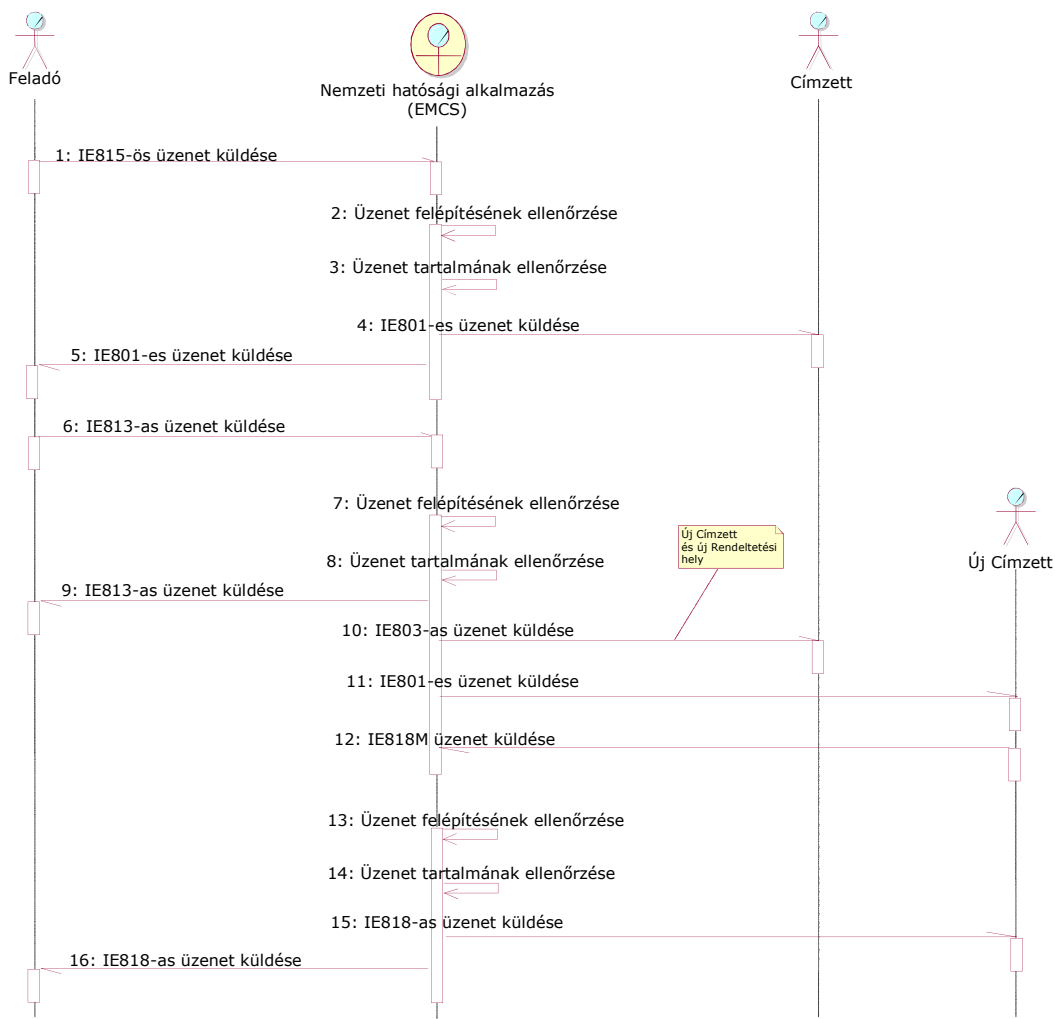 Feladó
Nemzeti hatósági alkalmazás
(EMCS)
Címzett
1: IE815-ös üzenet küldése
2: Üzenet felépítésének ellenőrzése
3: Üzenet tartalmának ellenőrzése
4: IE801-es üzenet küldése
5: IE801-es üzenet küldése
6: IE813-as üzenet küldése
7: Üzenet felépítésének ellenőrzése
Új Címzett
és új Rendeltetési
hely
Új Címzett
8: Üzenet tartalmának ellenőrzése
9: IE813-as üzenet küldése
10: IE803-as üzenet küldése
11: IE801-es üzenet küldése
12: IE818M üzenet küldése
13: Üzenet felépítésének ellenőrzése
14: Üzenet tartalmának ellenőrzése
15: IE818-as üzenet küldése
16: IE818-as üzenet küldése